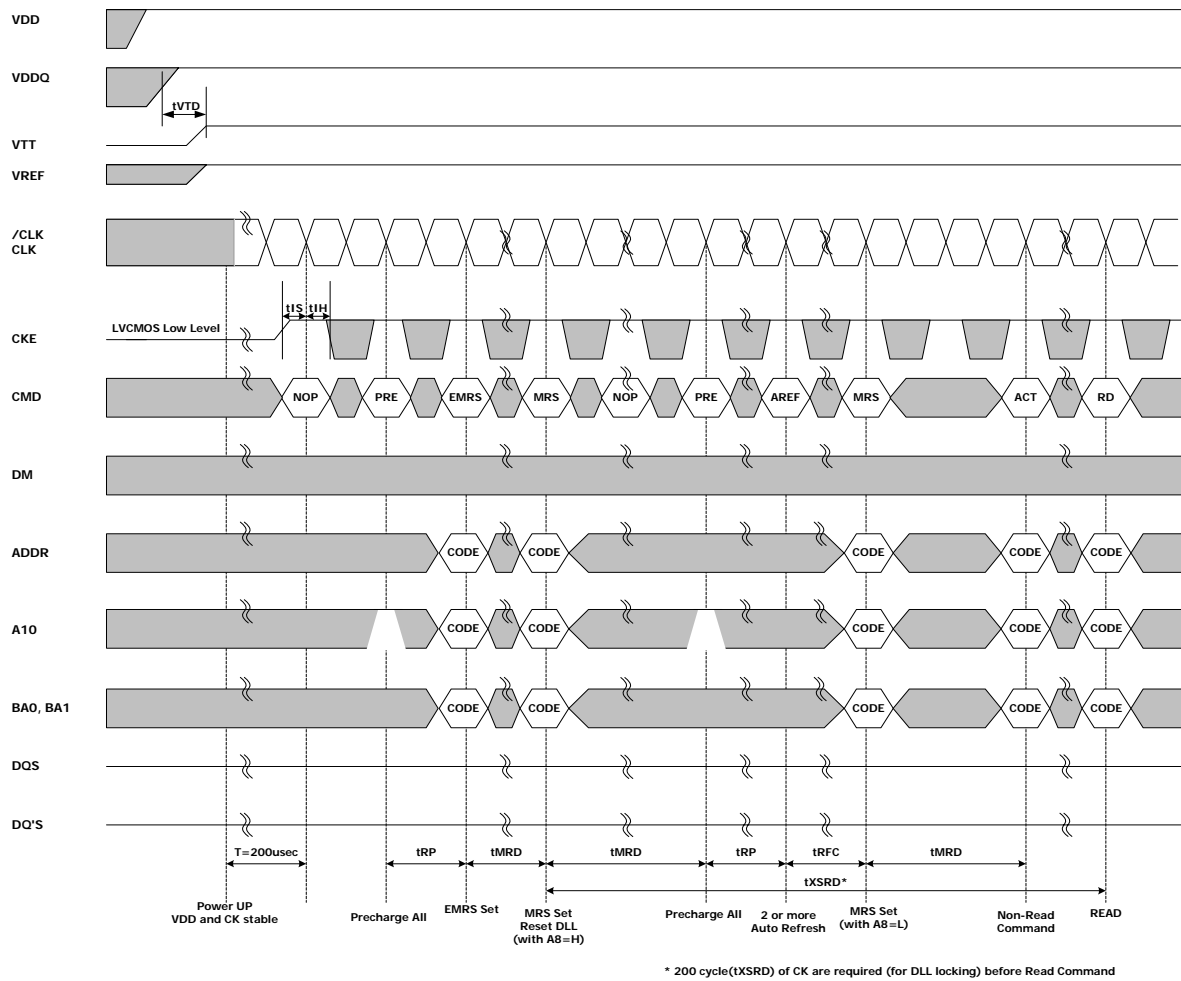 VDD
VDDQ
tVTD
VTT
VREF
/CLK
CLK
tIS tIH
LVCMOS Low Level
CKE
CMD NOP PRE EMRS MRS NOP PRE AREF MRS ACT RD
DM
ADDR CODE CODE CODE CODE CODE
A10 CODE CODE CODE CODE CODE
BA0, BA1 CODE CODE CODE CODE CODE
DQS
DQ'S
T=200usec tRP tMRD tMRD tRP tRFC tMRD
tXSRD*
Power UP
VDD and CK stable
Precharge All
EMRS Set
MRS Set
Reset DLL
(with A8=H)
Precharge All
2 or more
Auto Refresh
MRS Set
(with A8=L)
Non-Read
Command
READ
* 200 cycle(tXSRD) of CK are required (for DLL locking) before Read Command